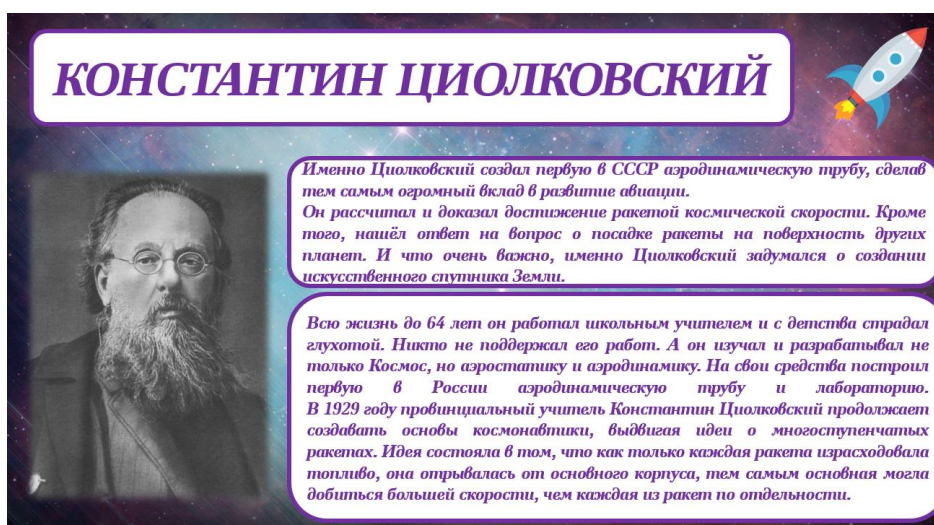 КОНСТАНТИН ЦИОЛКОВСКИЙ
Именно Циолковский создал первую в СССР аэродинамическую трубу, сделав
тем самым огромный вклад в развитие авиации.
Он рассчитал и доказал достижение ракетой космической скорости. Кроме
того, нашёл ответ на вопрос о посадке ракеты на поверхность других
планет. И что очень важно, именно Циолковский задумался о создании
искусственного спутника Земли.
Всю жизнь до 64 лет он работал школьным учителем и с детства страдал
глухотой. Никто не поддержал его работ. А он изучал и разрабатывал не
только Космос, но аэростатику и аэродинамику. На свои средства построил
первую в России аэродинамическую трубу и лабораторию.
В 1929 году провинциальный учитель Константин Циолковский продолжает
создавать основы космонавтики, выдвигая идеи о многоступенчатых
ракетах. Идея состояла в том, что как только каждая ракета израсходовала
топливо, она отрывалась от основного корпуса, тем самым основная могла
добиться большей скорости, чем каждая из ракет по отдельности.